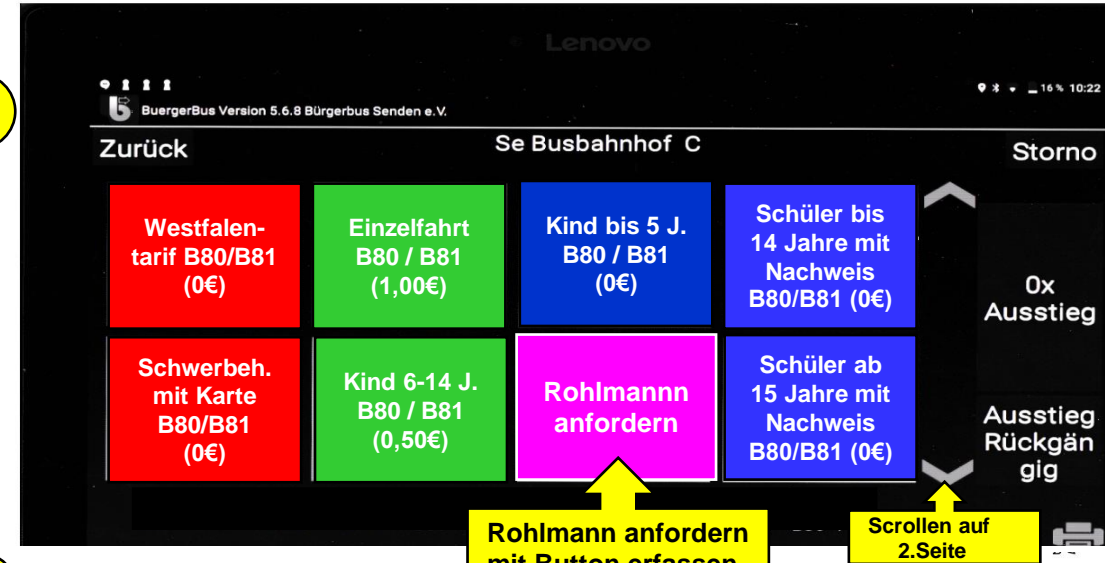 Lenovo
16% 10:22
BuergerBus Version 5.6.8 Bürgerbus Senden e.V.
Zurück
Se Busbahnhof C
Storno
Westfalen-
tarif B80/B81
(0€)
Einzelfahrt
B80 / B81
(1,00€)
Kind bis 5 J.
B80 / B81
(0€)
Schüler bis
14 Jahre mit
Nachweis
B80/B81 (0€)
0x
Ausstieg
Schwerbeh.
mit Karte
B80/B81
(0€)
Kind 6-14 J.
B80 / B81
(0,50€)
Rohlmannn
anfordern
Schüler ab
15 Jahre mit
Nachweis
B80/B81 (0€)
Ausstieg
Rückgän
gig
Rohlmann anfordern
mit Button erfassen
Scrollen auf
2.Seite